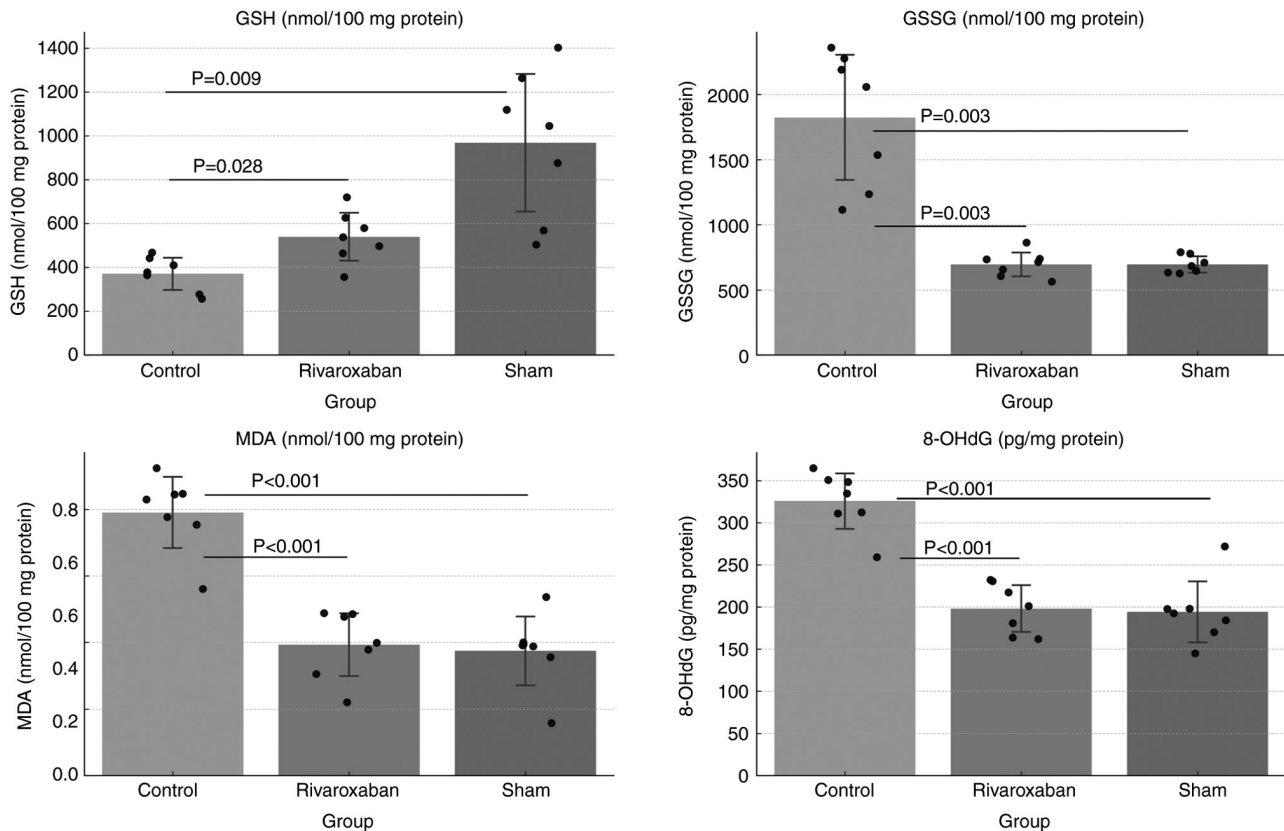 GSH (nmol/100 mg protein)
GSH (nmol/100 mg protein)
1400
1200
1000
800
600
400
200
0
P=0.009
P=0.028
Control
Rivaroxaban
Sham
Group
GSSG (nmol/100 mg protein)
GSSG (nmol/100 mg protein)
2000
1500
1000
500
0
P=0.003
P=0.003
Control
Rivaroxaban
Sham
Group
MDA (nmol/100 mg protein)
MDA (nmol/100 mg protein)
0.8
0.6
0.6
0.4
0.2
0.0
P<0.001
P<0.001
Control
Rivaroxaban
Sham
Group
8-OHdG (pg/mg protein)
8-OHdG (pg/mg protein)
350
300
250
200
150
100
50
0
P<0.001
P<0.001
Control
Rivaroxaban
Sham
Group